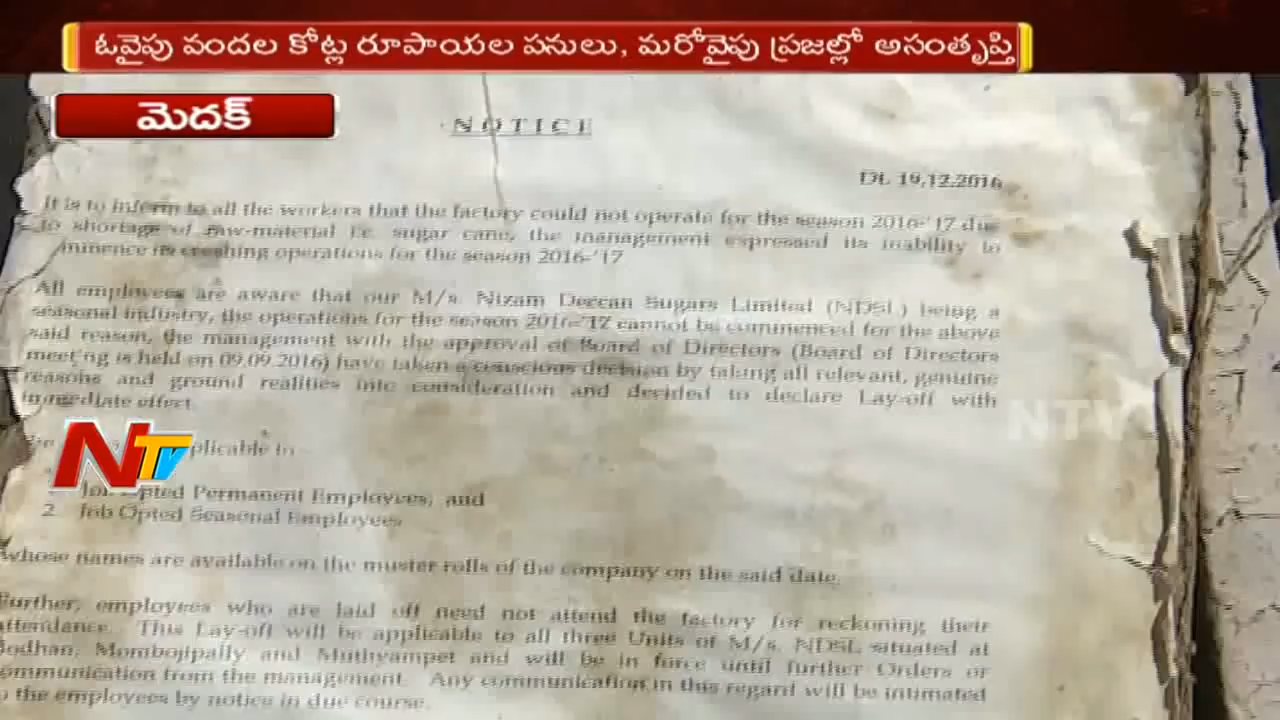 ఓవైపు వందల కోట్ల రూపాయల పనులు, మరోవైపు ప్రజల్లో అసంతృప్తి
మెదక్
NOTICE
Dt. 19.12.2016
It is to inform to all the workers that the factory could not operate for the season 2016-'17 due
to shortage of raw-material i.e. sugar cane, the management expressed its inability to
mmence its crushing operations for the season 2016-'17
All employees are aware that our M/s. Nizam Deccan Sugars Limited (NDSL) being a
seasonal industry, the operations for the season 2016-'17 cannot be commenced for the above
said reason, the management with the approval of Board of Directors (Board of Directors
meeting is held on 09.09.2016) have taken a conscious decision by taking all relevant, genuine
reasons and ground realities into consideration and decided to declare Lay-off with
immediate effect.
NTV
plicable to
NTV
Job Opted Permanent Employees, and
2. Job Opted Seasonal Employees
whose names are available on the muster rolls of the company on the said date.
Further, employees who are laid off need not attend the factory for reckoning their
attendance. This Lay-off will be applicable to all three Units of M/s. NDSL situated at
Bodhan, Mombojipally and Muthyampet and will be in force until further Orders or
ommunication from the management. Any communication in this regard will be intimated
o the employees by notice in due course.